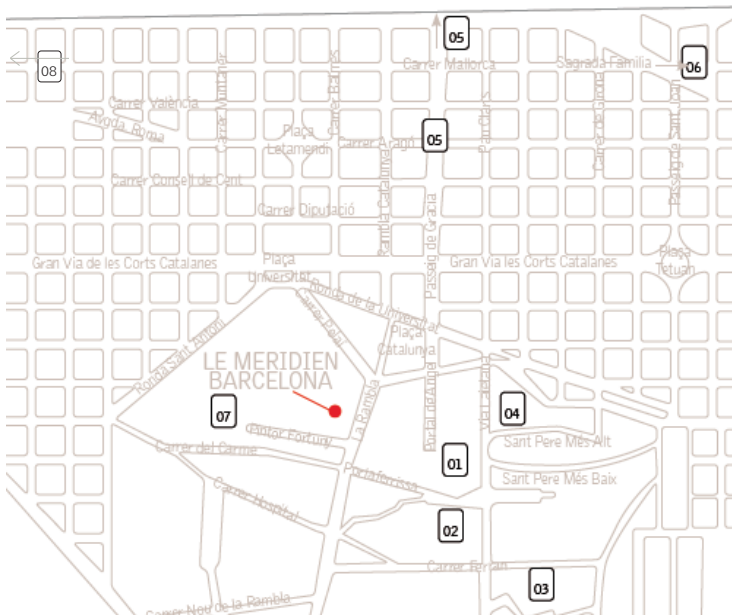 05
08
Carrer Mallorca
Sagrada Familia
06
Carrer València
Avgda. Roma
Carrer Muntaner
Carrer Balmes
Plaça
Letamendi
Carrer Aragó
05
Pau Claris
Carrer de Girona
Passeig de Sant Joan
Carrer Consell de Cent
Carrer Diputació
Rambla Catalunya
Passeig de Gracia
Gran Via de les Corts Catalanes
Plaça
Universitat
Gran Via les Corts Catalanes
Plaça
Tetuan
Ronda de la Universitat
Carrer Pelai
Plaça
Catalunya
Ronda Sant Antoni
LE MERIDIEN
BARCELONA
07
La Rambla
Portal de Angel
Via Laietana
04
Pintor Fortuny
Carrer del Carme
Sant Pere Més Alt
01
Portaferrissa
Sant Pere Més Baix
Carrer Hospital
02
Carrer Ferran
03
Carrer Nou de la Rambla